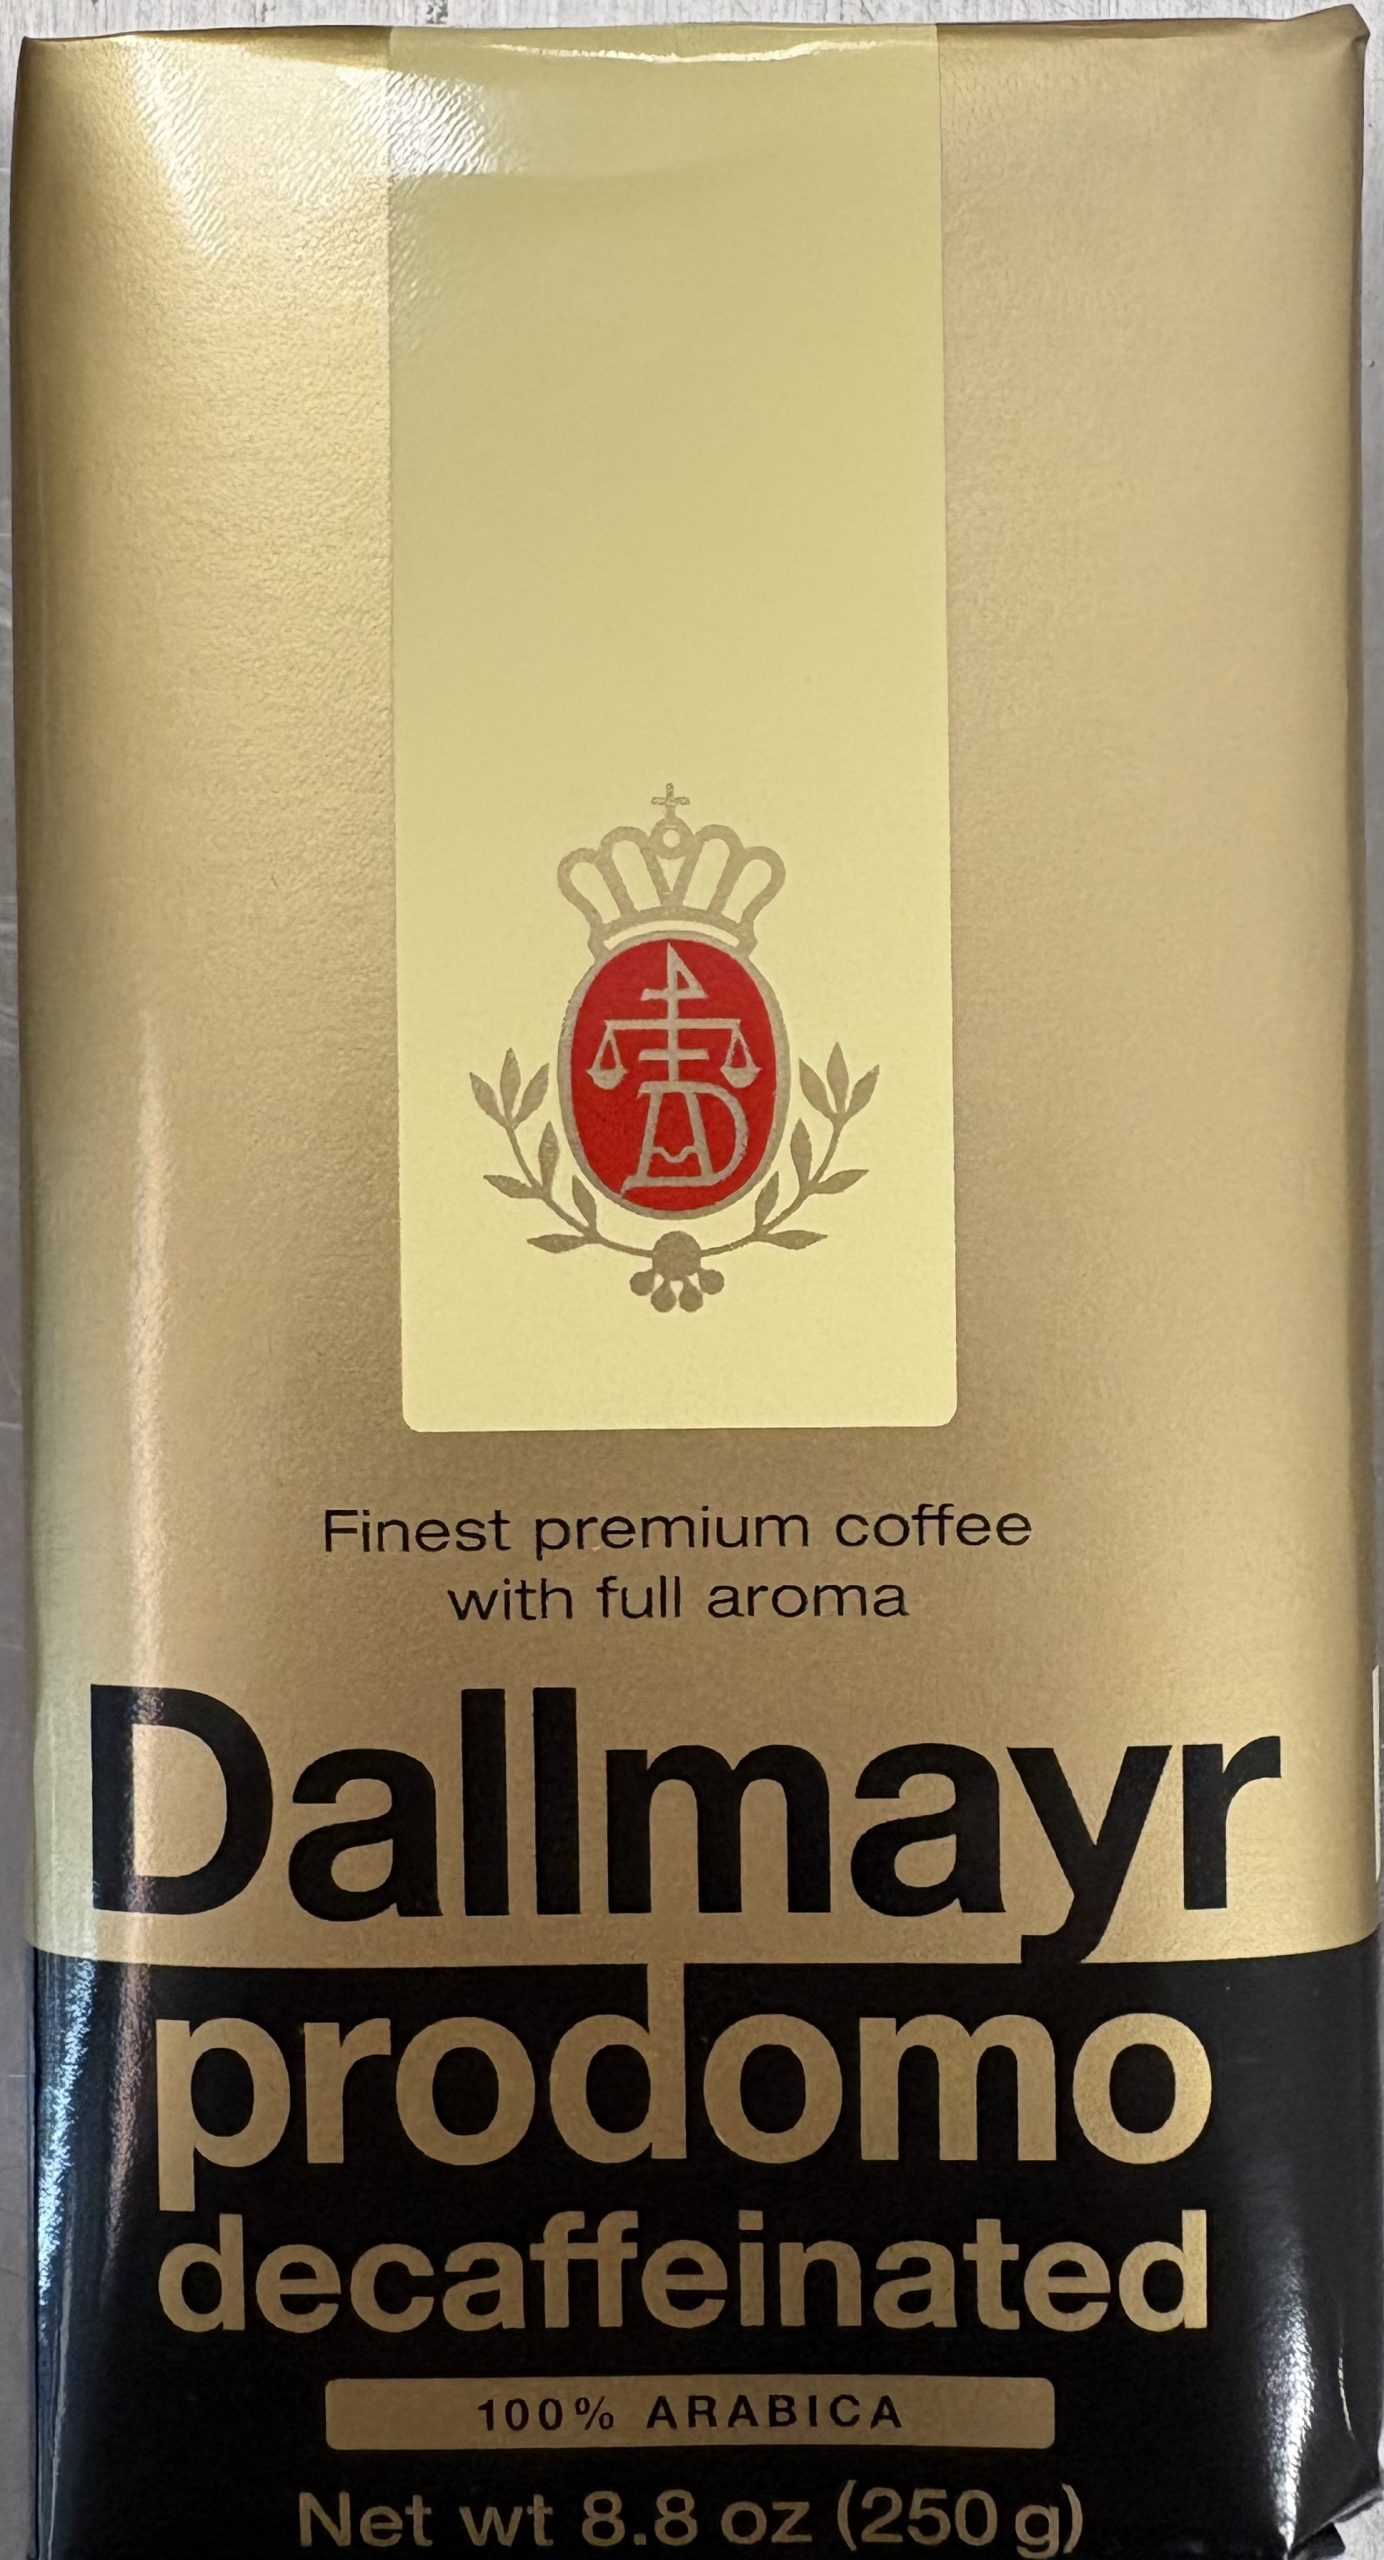 Finest premium coffee
with full aroma
Dallmayr
prodomo
decaffeinated
100% ARABICA
Net wt 8.8 oz (250 g)